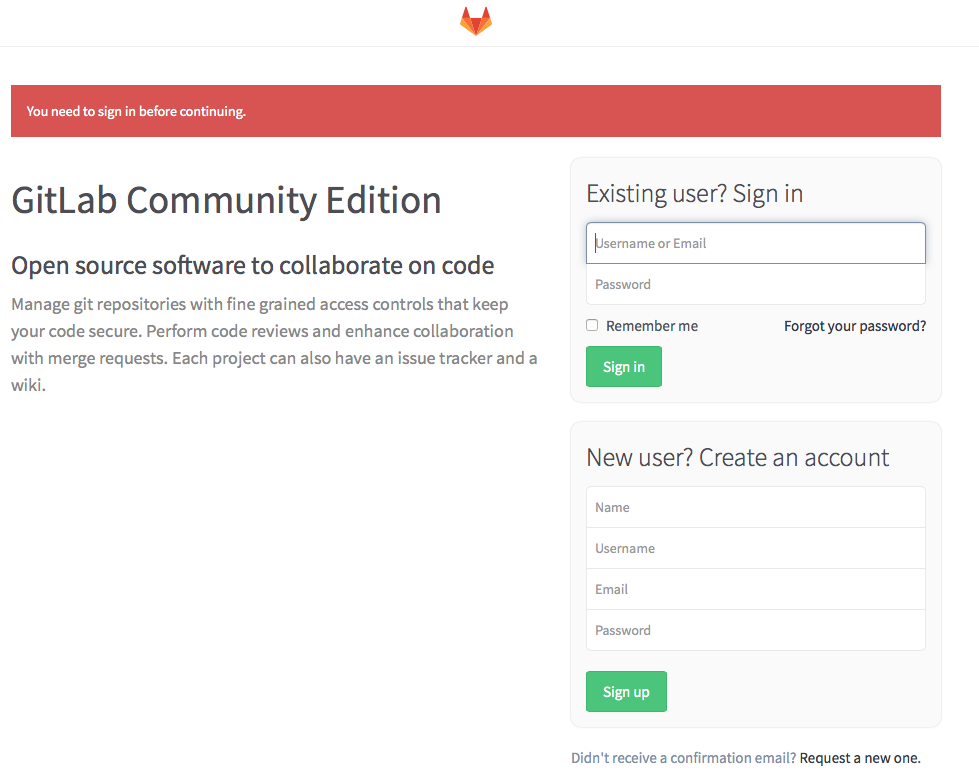 You need to sign in before continuing.
GitLab Community Edition
Open source software to collaborate on code
Manage git repositories with fine grained access controls that keep
your code secure. Perform code reviews and enhance collaboration
with merge requests. Each project can also have an issue tracker and a
wiki.
Existing user? Sign in
Username or Email
Password
Remember me
Forgot your password?
Sign in
New user? Create an account
Name
Username
Email
Password
Sign up
Didn't receive a confirmation email? Request a new one.